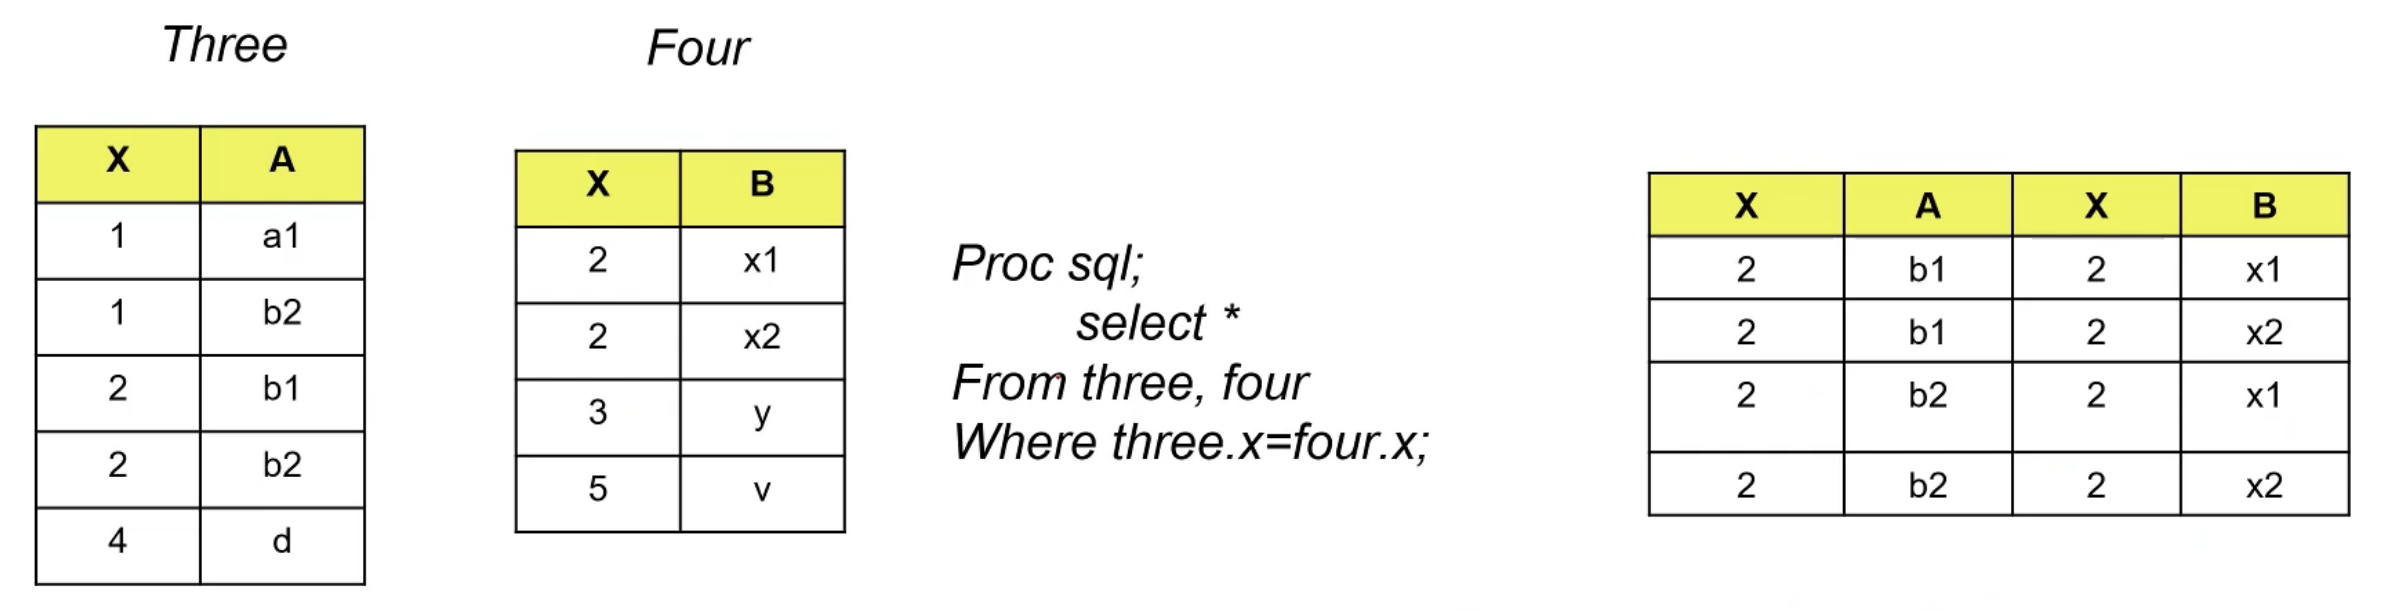 Three
X A
1 a1
1 b2
2 b1
2 b2
4 d
Four
X B
2 x1
2 x2
3 y
5 v
Proc sql;
select *
From three, four
Where three.x=four.x;
X A X B
2 b1 2 x1
2 b1 2 x2
2 b2 2 x1
2 b2 2 x2